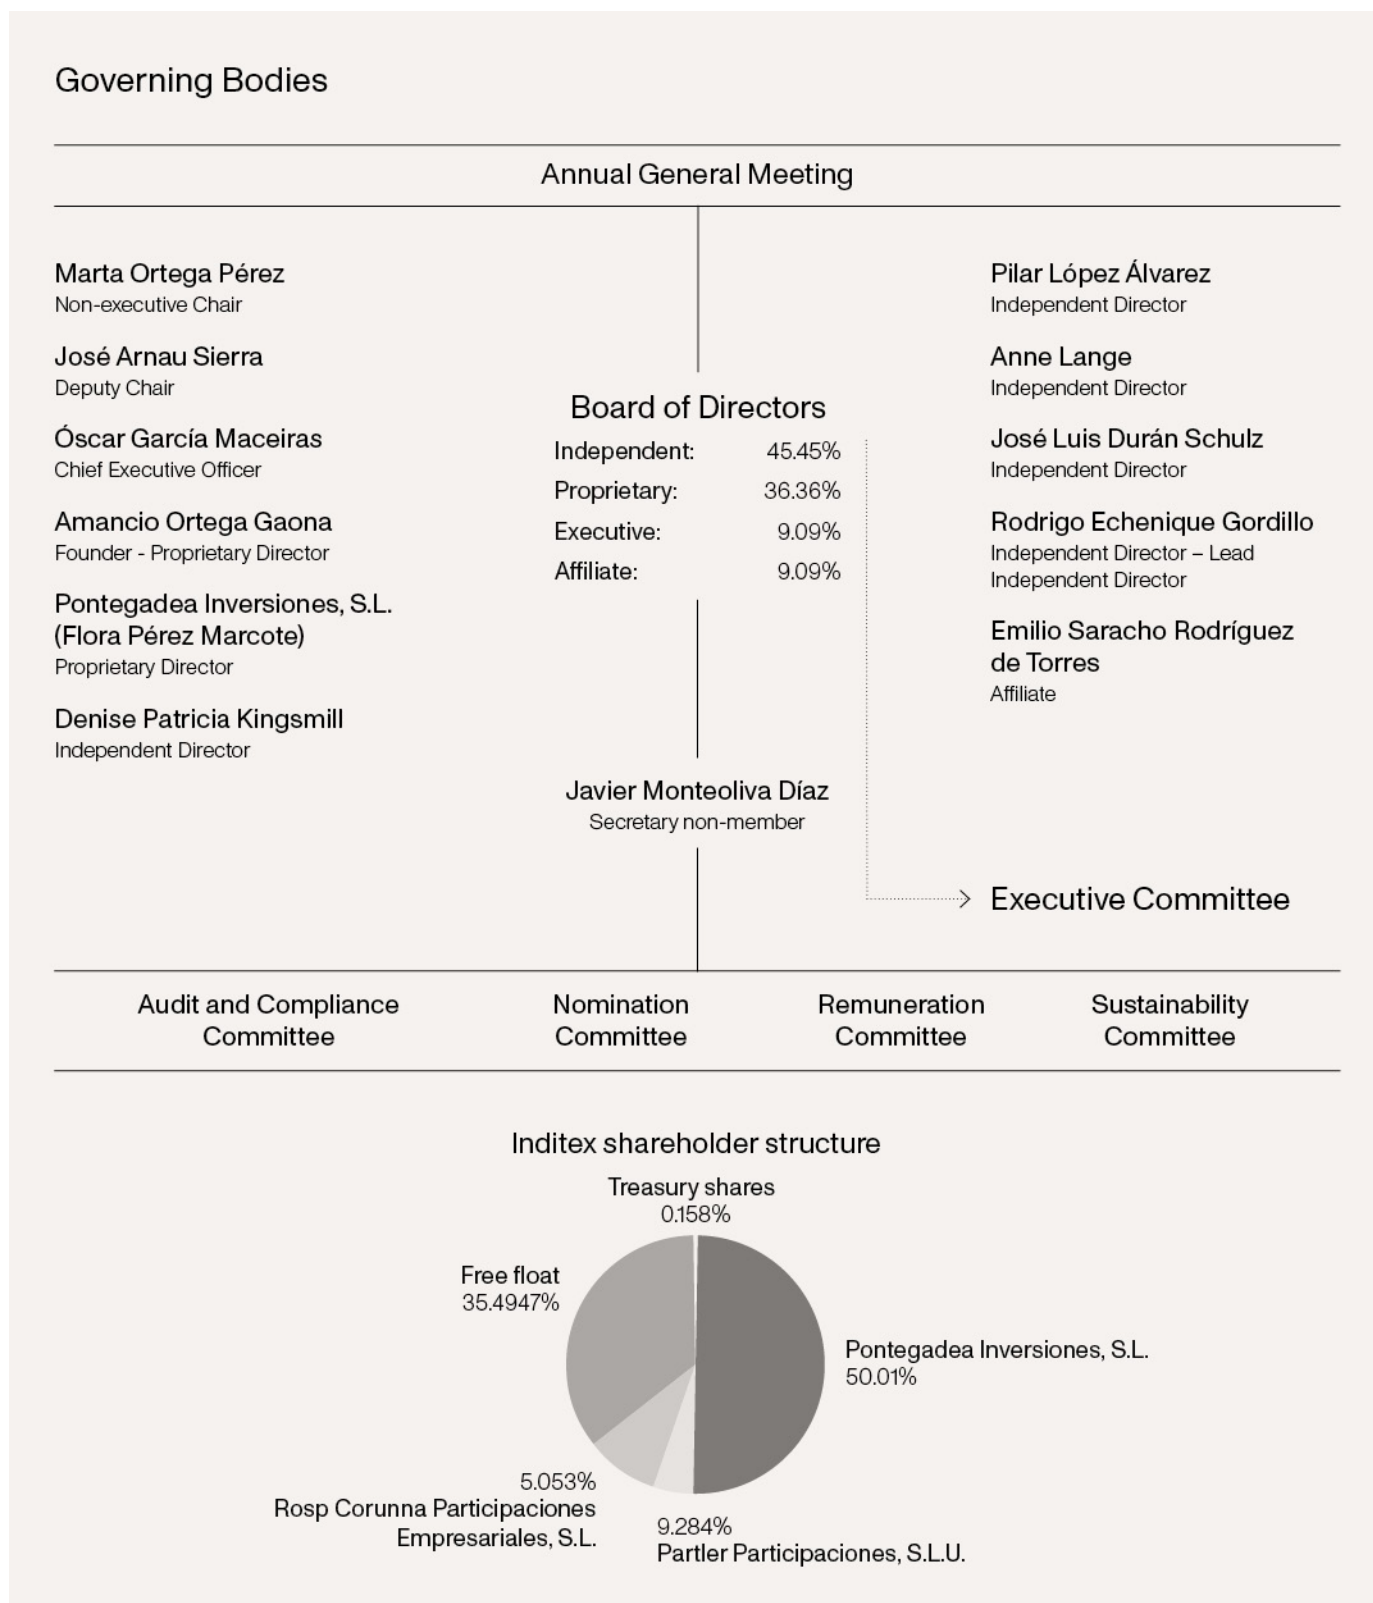 Governing Bodies
Annual General Meeting
Marta Ortega Pérez
Non-executive Chair
José Arnau Sierra
Deputy Chair
Óscar García Maceiras
Chief Executive Officer
Amancio Ortega Gaona
Founder - Proprietary Director
Pontegadea Inversiones, S.L.
(Flora Pérez Marcote)
Proprietary Director
Denise Patricia Kingsmill
Independent Director
Board of Directors
Independent: 45.45%
Proprietary: 36.36%
Executive: 9.09%
Affiliate: 9.09%
Javier Monteoliva Díaz
Secretary non-member
Pilar López Álvarez
Independent Director
Anne Lange
Independent Director
José Luis Durán Schulz
Independent Director
Rodrigo Echenique Gordillo
Independent Director – Lead
Independent Director
Emilio Saracho Rodríguez
de Torres
Affiliate
Executive Committee
Audit and Compliance
Committee
Nomination
Committee
Remuneration
Committee
Sustainability
Committee
Inditex shareholder structure
Treasury shares
0.158%
Free float
35.4947%
Pontegadea Inversiones, S.L.
50.01%
5.053%
Rosp Corunna Participaciones
Empresariales, S.L.
9.284%
Partler Participaciones, S.L.U.